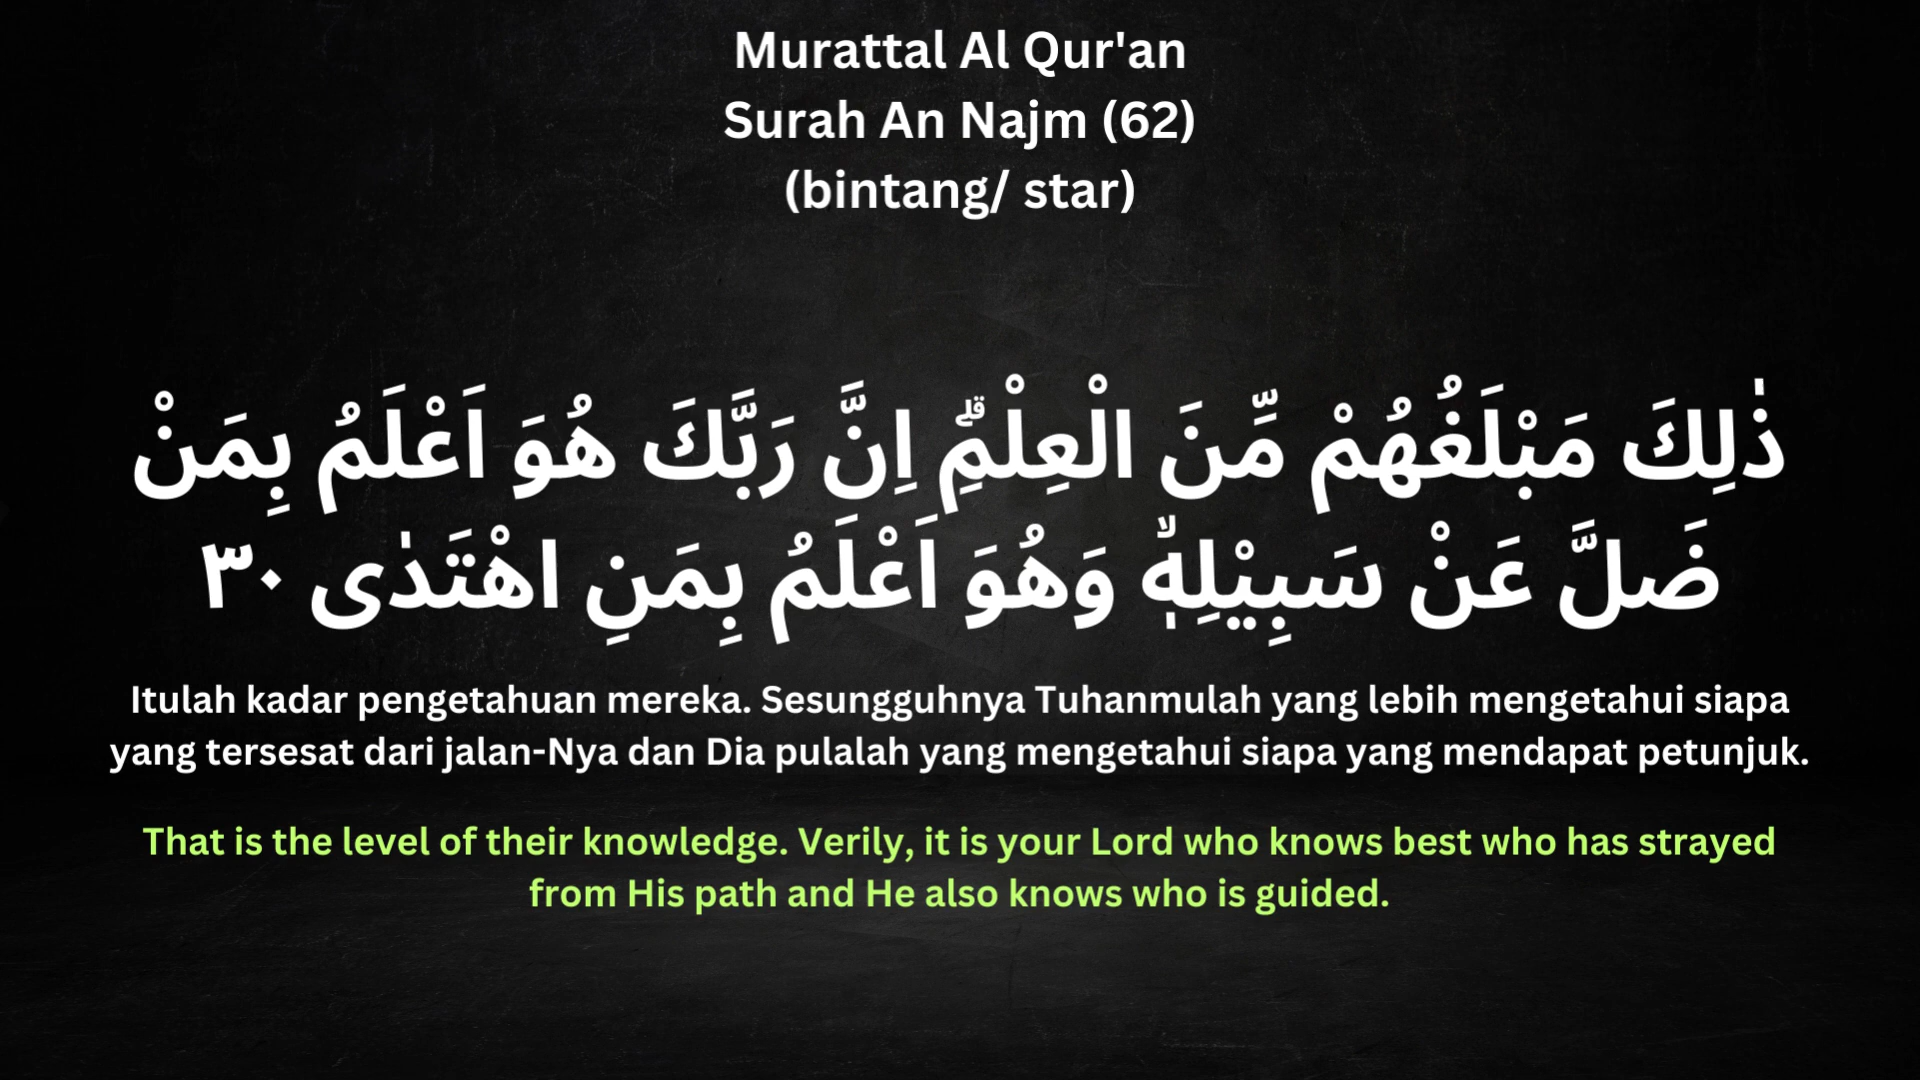 Murattal Al Qur'an
Surah An Najm (62)
(bintang/ star)
ذٰلِكَ مَبْلَغُهُمْ مِّنَ الْعِلْمِۗ اِنَّ رَبَّكَ هُوَ اَعْلَمُ بِمَنْ
ضَلَّ عَنْ سَبِيْلِهٖۙ وَهُوَ اَعْلَمُ بِمَنِ اهْتَدٰى ٣٠
Itulah kadar pengetahuan mereka. Sesungguhnya Tuhanmulah yang lebih mengetahui siapa
yang tersesat dari jalan-Nya dan Dia pulalah yang mengetahui siapa yang mendapat petunjuk.
That is the level of their knowledge. Verily, it is your Lord who knows best who has strayed
from His path and He also knows who is guided.